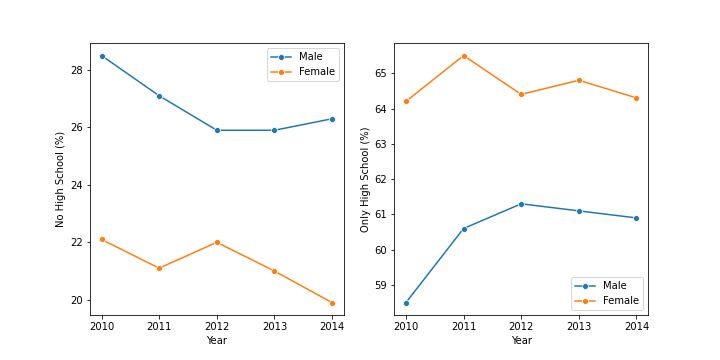 Male
Female
28
26
24
22
20
No High School (%)
2010 2011 2012 2013 2014
Year
Male
Female
65
64
63
62
61
60
59
Only High School (%)
2010 2011 2012 2013 2014
Year